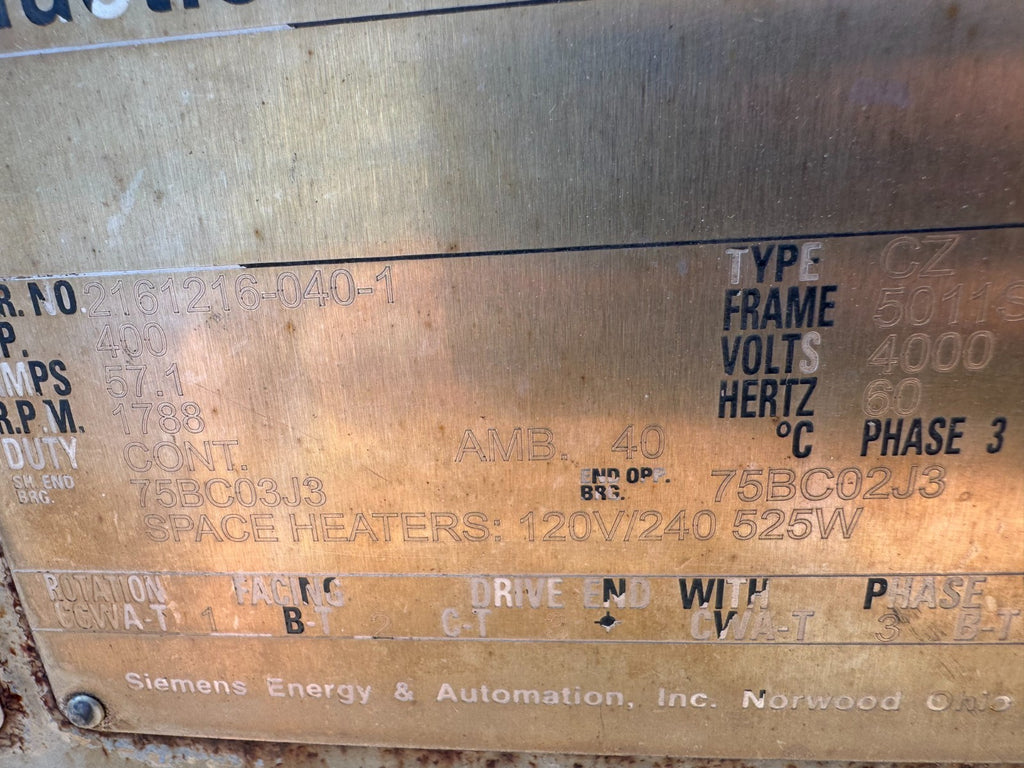 R. NO. 2161216-040-1 TYPE CZ
P. 400 FRAME 5011S
MPS 57.1 VOLTS 4000
R.P.M. 1788 HERTZ 60
DUTY CONT. AMB. 40 °C PHASE 3
SH. END BRG. 75BC03J3 END OPP. BRG. 75BC02J3
SPACE HEATERS: 120V/240 525W
ROTATION FACING DRIVE END WITH PHASE
CCWA-T 1 B-T 2 C-T CWA-T 3 B-T
Siemens Energy & Automation, Inc. Norwood Ohio